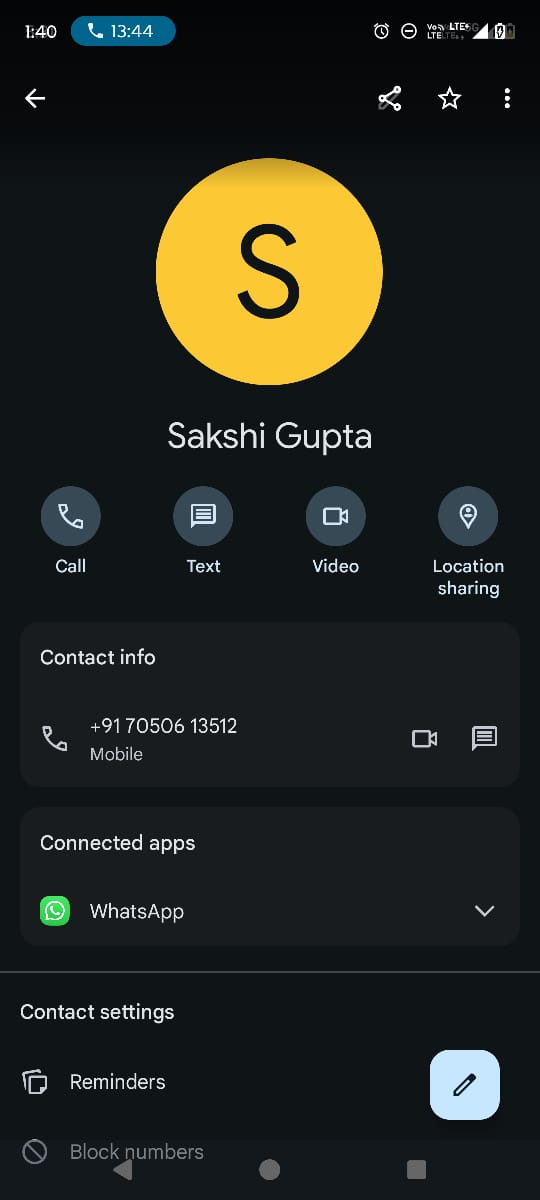 1:40 13:44
S
Sakshi Gupta
Call Text Video Location
sharing
Contact info
+91 70506 13512
Mobile
Connected apps
WhatsApp
Contact settings
Reminders
Block numbers